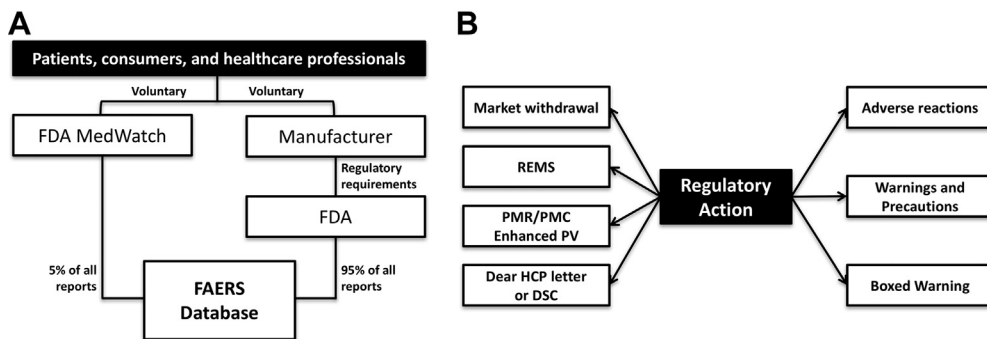 A
Patients, consumers, and healthcare professionals
Voluntary
Voluntary
FDA MedWatch
Manufacturer
Regulatory
requirements
FDA
5% of all
reports
95% of all
reports
FAERS
Database
B
Market withdrawal
REMS
PMR/PMC
Enhanced PV
Dear HCP letter
or DSC
Regulatory
Action
Adverse reactions
Warnings and
Precautions
Boxed Warning